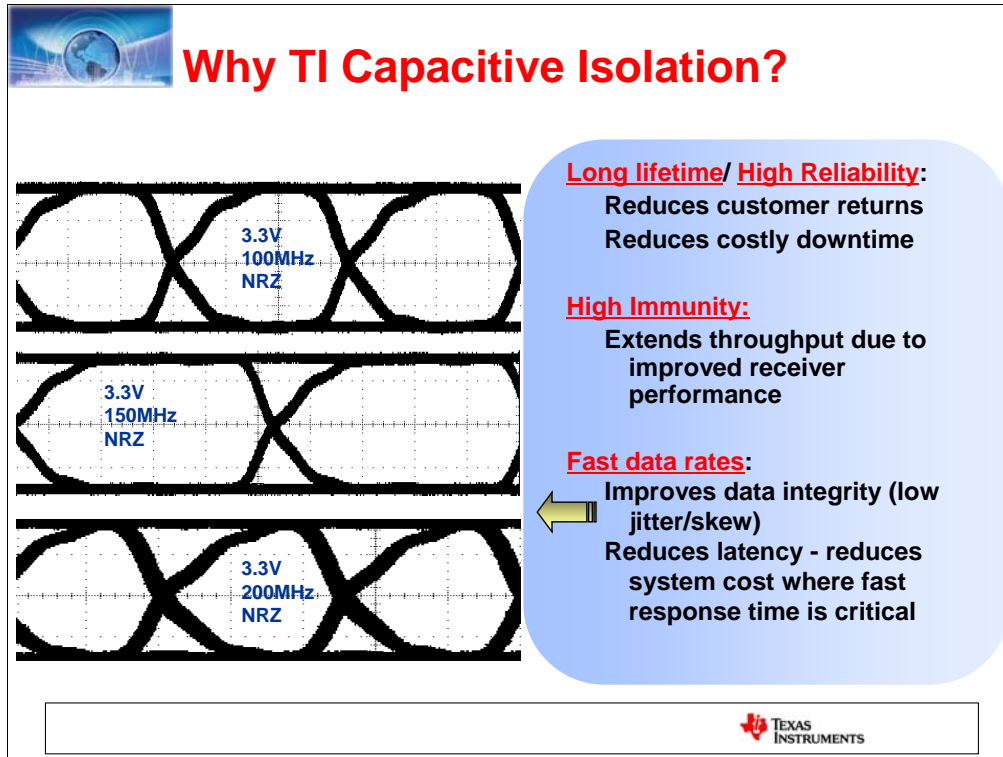 Why TI Capacitive Isolation?
3.3V
100MHz
NRZ
3.3V
150MHz
NRZ
3.3V
200MHz
NRZ
Long lifetime/ High Reliability:
Reduces customer returns
Reduces costly downtime
High Immunity:
Extends throughput due to
improved receiver
performance
Fast data rates:
Improves data integrity (low
jitter/skew)
Reduces latency - reduces
system cost where fast
response time is critical
TEXAS
INSTRUMENTS